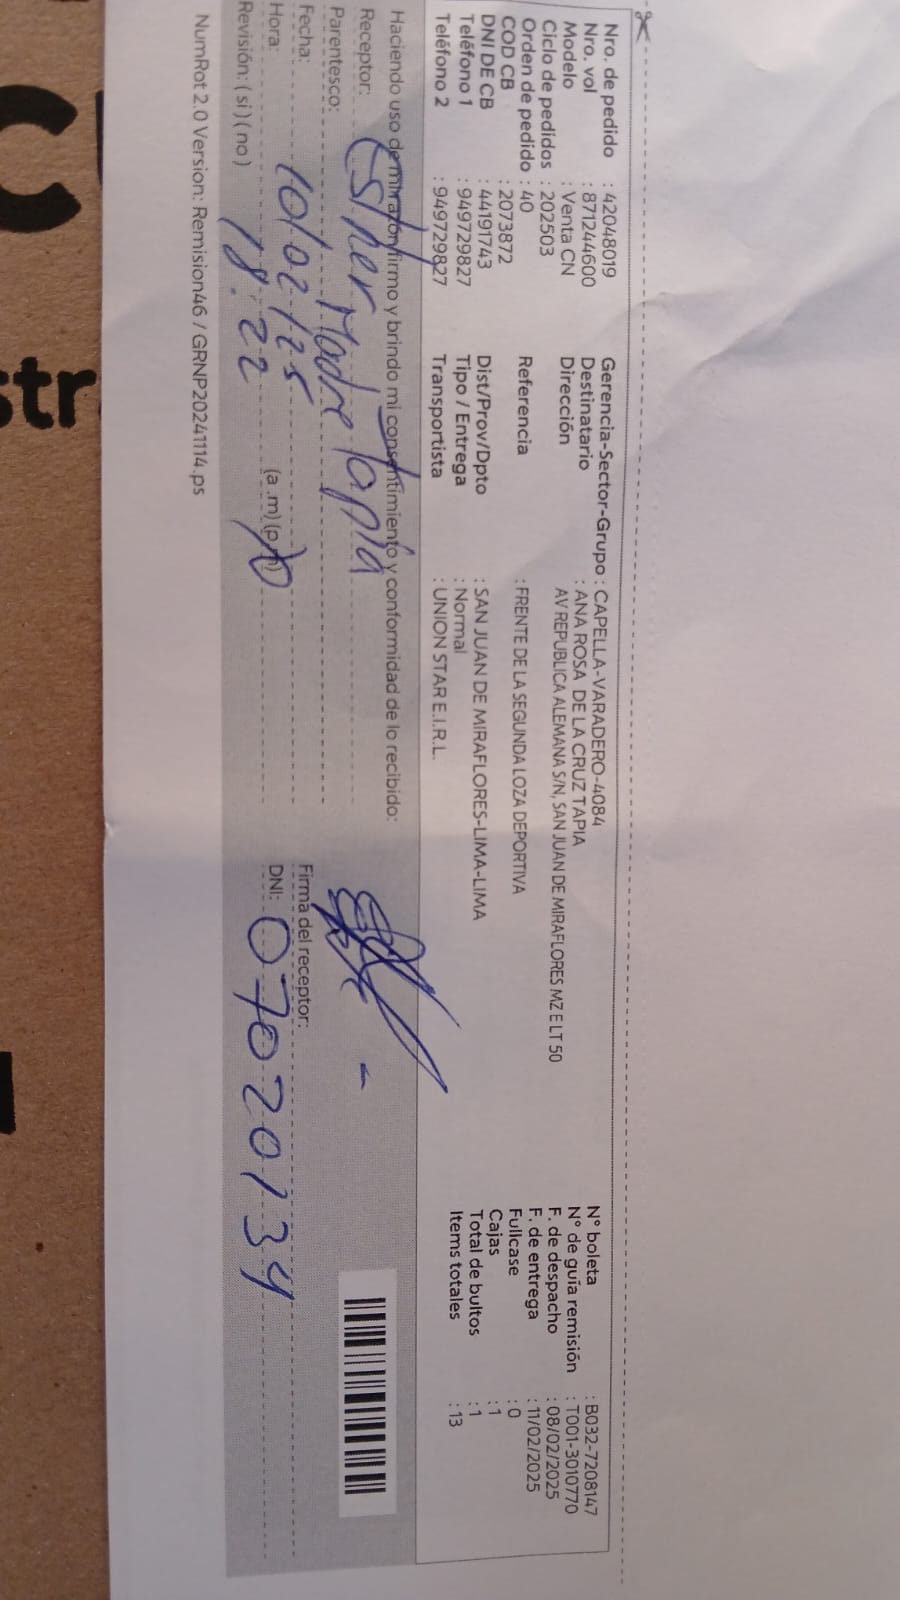 Nro. de pedido : 42048019
Nro. vol : 871244600
Modelo : Venta CN
Ciclo de pedidos : 202503
Orden de pedido : 40
COD CB : 2073872
DNI DE CB : 44191743
Teléfono 1 : 949729827
Teléfono 2 : 949729827
Gerencia-Sector-Grupo : CAPELLA-VARADERO-4084
Destinatario : ANA ROSA DE LA CRUZ TAPIA
Dirección AV REPUBLICA ALEMANA S/N, SAN JUAN DE MIRAFLORES MZ E LT 50
Referencia : FRENTE DE LA SEGUNDA LOZA DEPORTIVA
Dist/Prov/Dpto : SAN JUAN DE MIRAFLORES-LIMA-LIMA
Tipo / Entrega : Normal
Transportista : UNION STAR E.I.R.L.
N° boleta : B032-7208147
N° de guía remisión : T001-3010770
F. de despacho : 08/02/2025
F. de entrega : 11/02/2025
Fullcase : 0
Cajas : 1
Total de bultos : 1
Items totales : 13
Haciendo uso de mi razón firmo y brindo mi consentimiento y conformidad de lo recibido:
Receptor: Esther Tapia
Parentesco: Madre
Fecha: 10/02/25
Hora: 18:22 (a.m) (p.m)
Revisión: ( si ) ( no )
Firma del receptor:
DNI: 07020134
NumRot 2.0 Version: Remision46 / GRNP20241114.ps
str